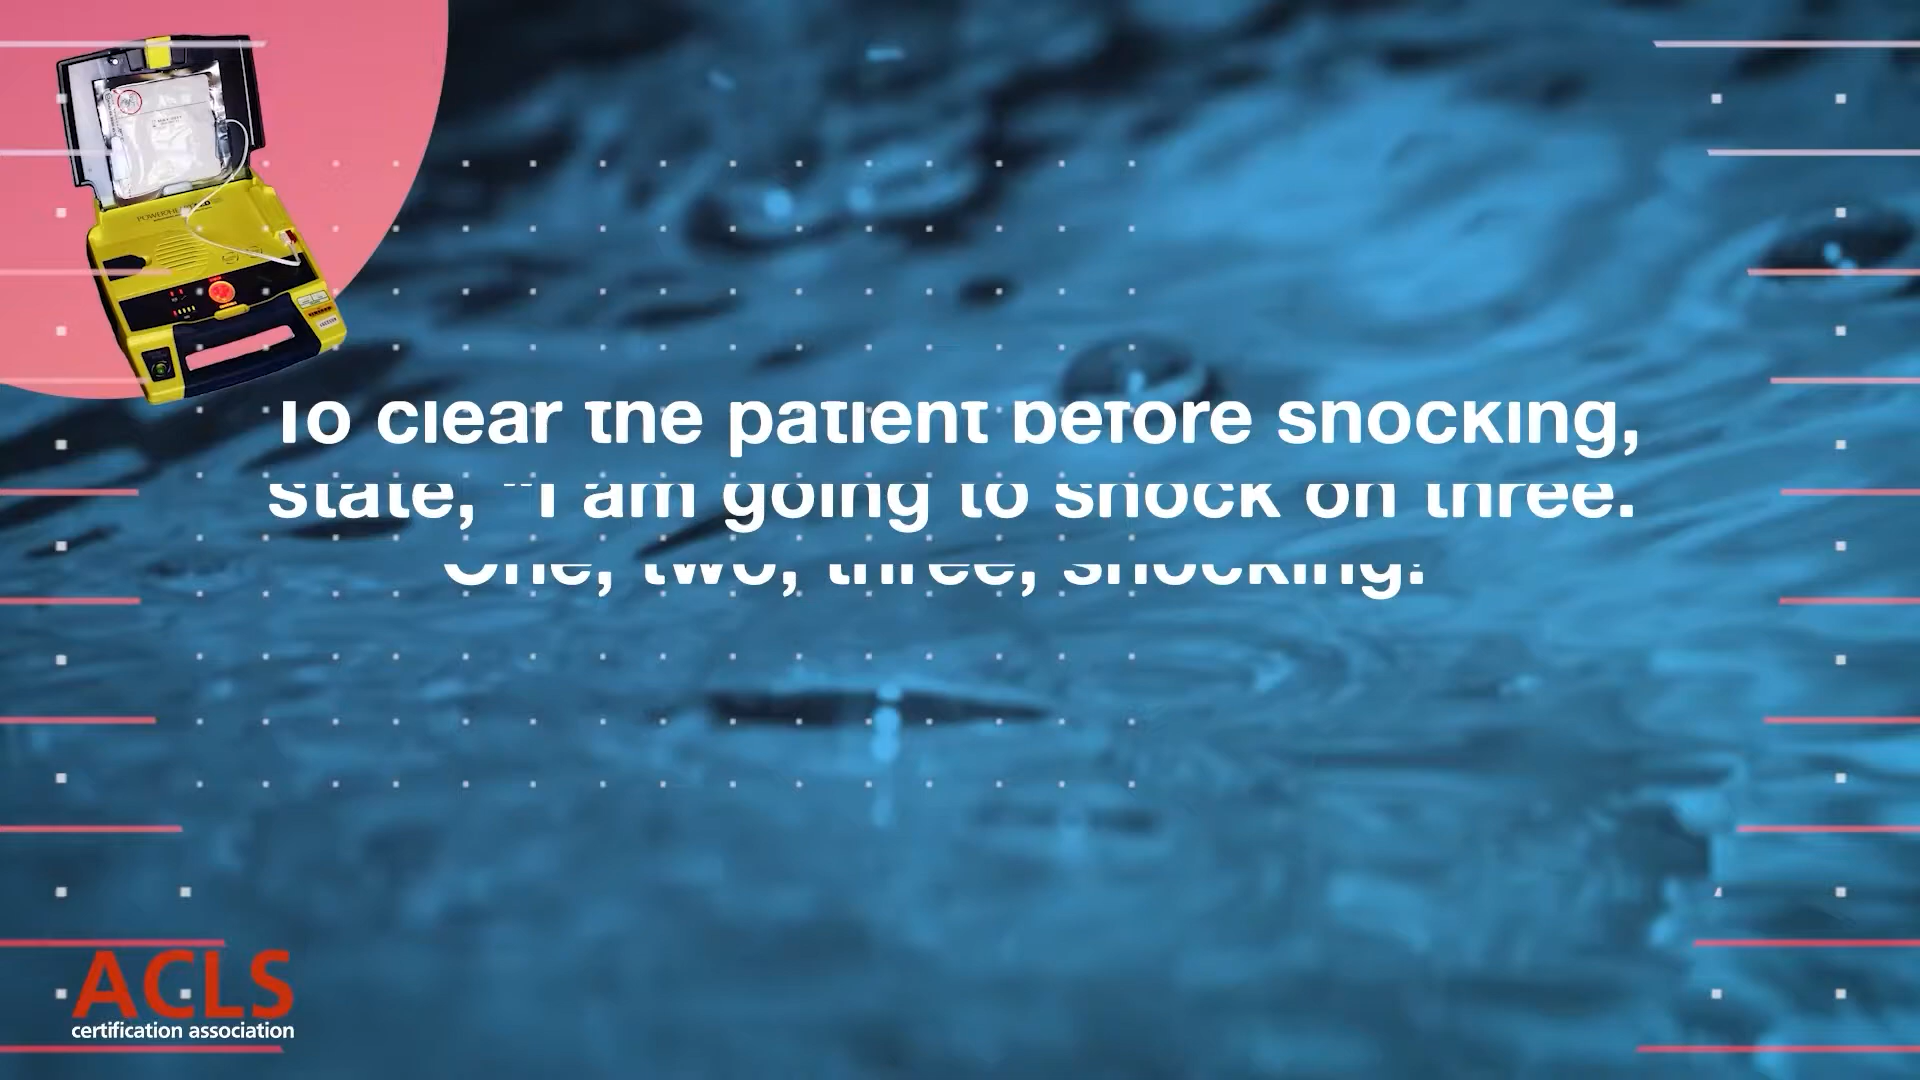 To clear the patient before shocking,
state, "I am going to shock on three.
One, two, three, shocking!
ACLS
certification association